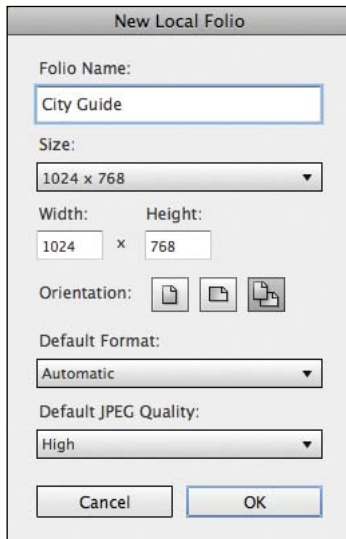 New Local Folio
Folio Name:
City Guide
Size:
1024 x 768
Width: Height:
1024 x 768
Orientation:
Default Format:
Automatic
Default JPEG Quality:
High
Cancel OK